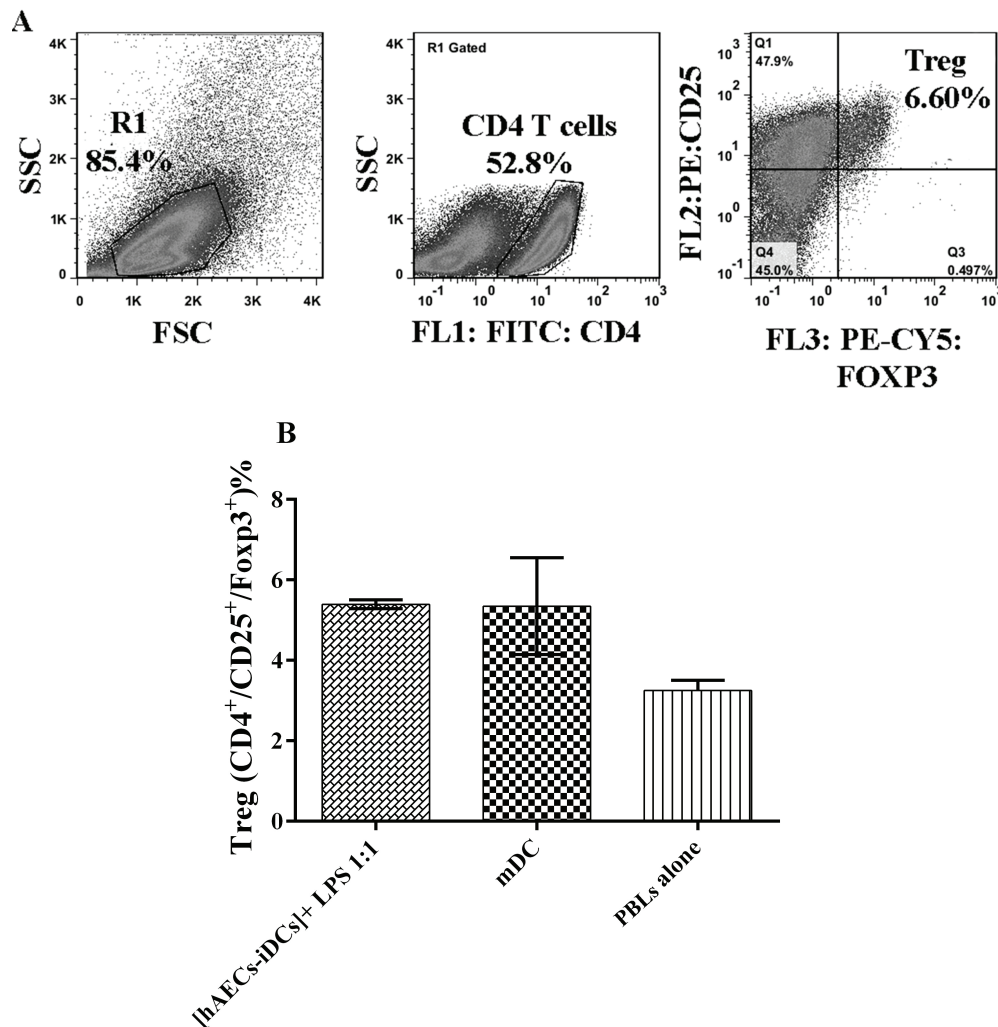 A
SSC
4K
3K
2K
1K
0
R1
85.4%
0 1K 2K 3K 4K
FSC
SSC
4K
3K
2K
1K
0
R1 Gated
CD4 T cells
52.8%
10-1 100 101 102 103
FL1: FITC: CD4
FL2:PE:CD25
103
102
101
100
10-1
Q1
47.9%
Treg
6.60%
Q4
45.0%
Q3
0.497%
10-1 100 101 102 103
FL3: PE-CY5:
FOXP3
B
Treg (CD4+/CD25+/Foxp3+)%
8
6
4
2
0
[hAECs-iDCs]+ LPS 1:1
mDC
PBLs alone